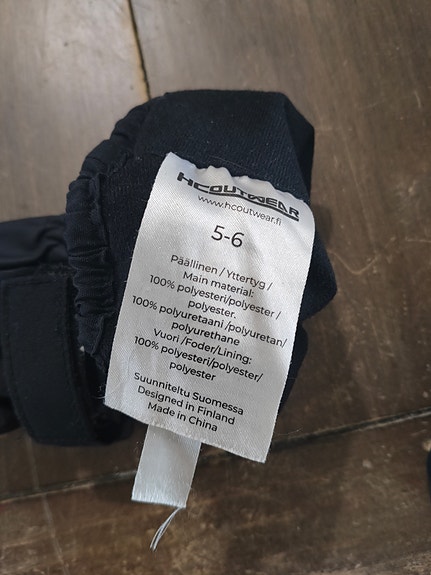 HCOUTWEAR
www.hcoutwear.fi
5-6
Päällinen / Yttertyg /
Main material:
100% polyesteri/polyester /
polyester.
100% polyuretaani /polyuretan/
polyurethane
Vuori /Foder/Lining:
100% polyesteri/polyester/
polyester
Suunniteltu Suomessa
Designed in Finland
Made in China